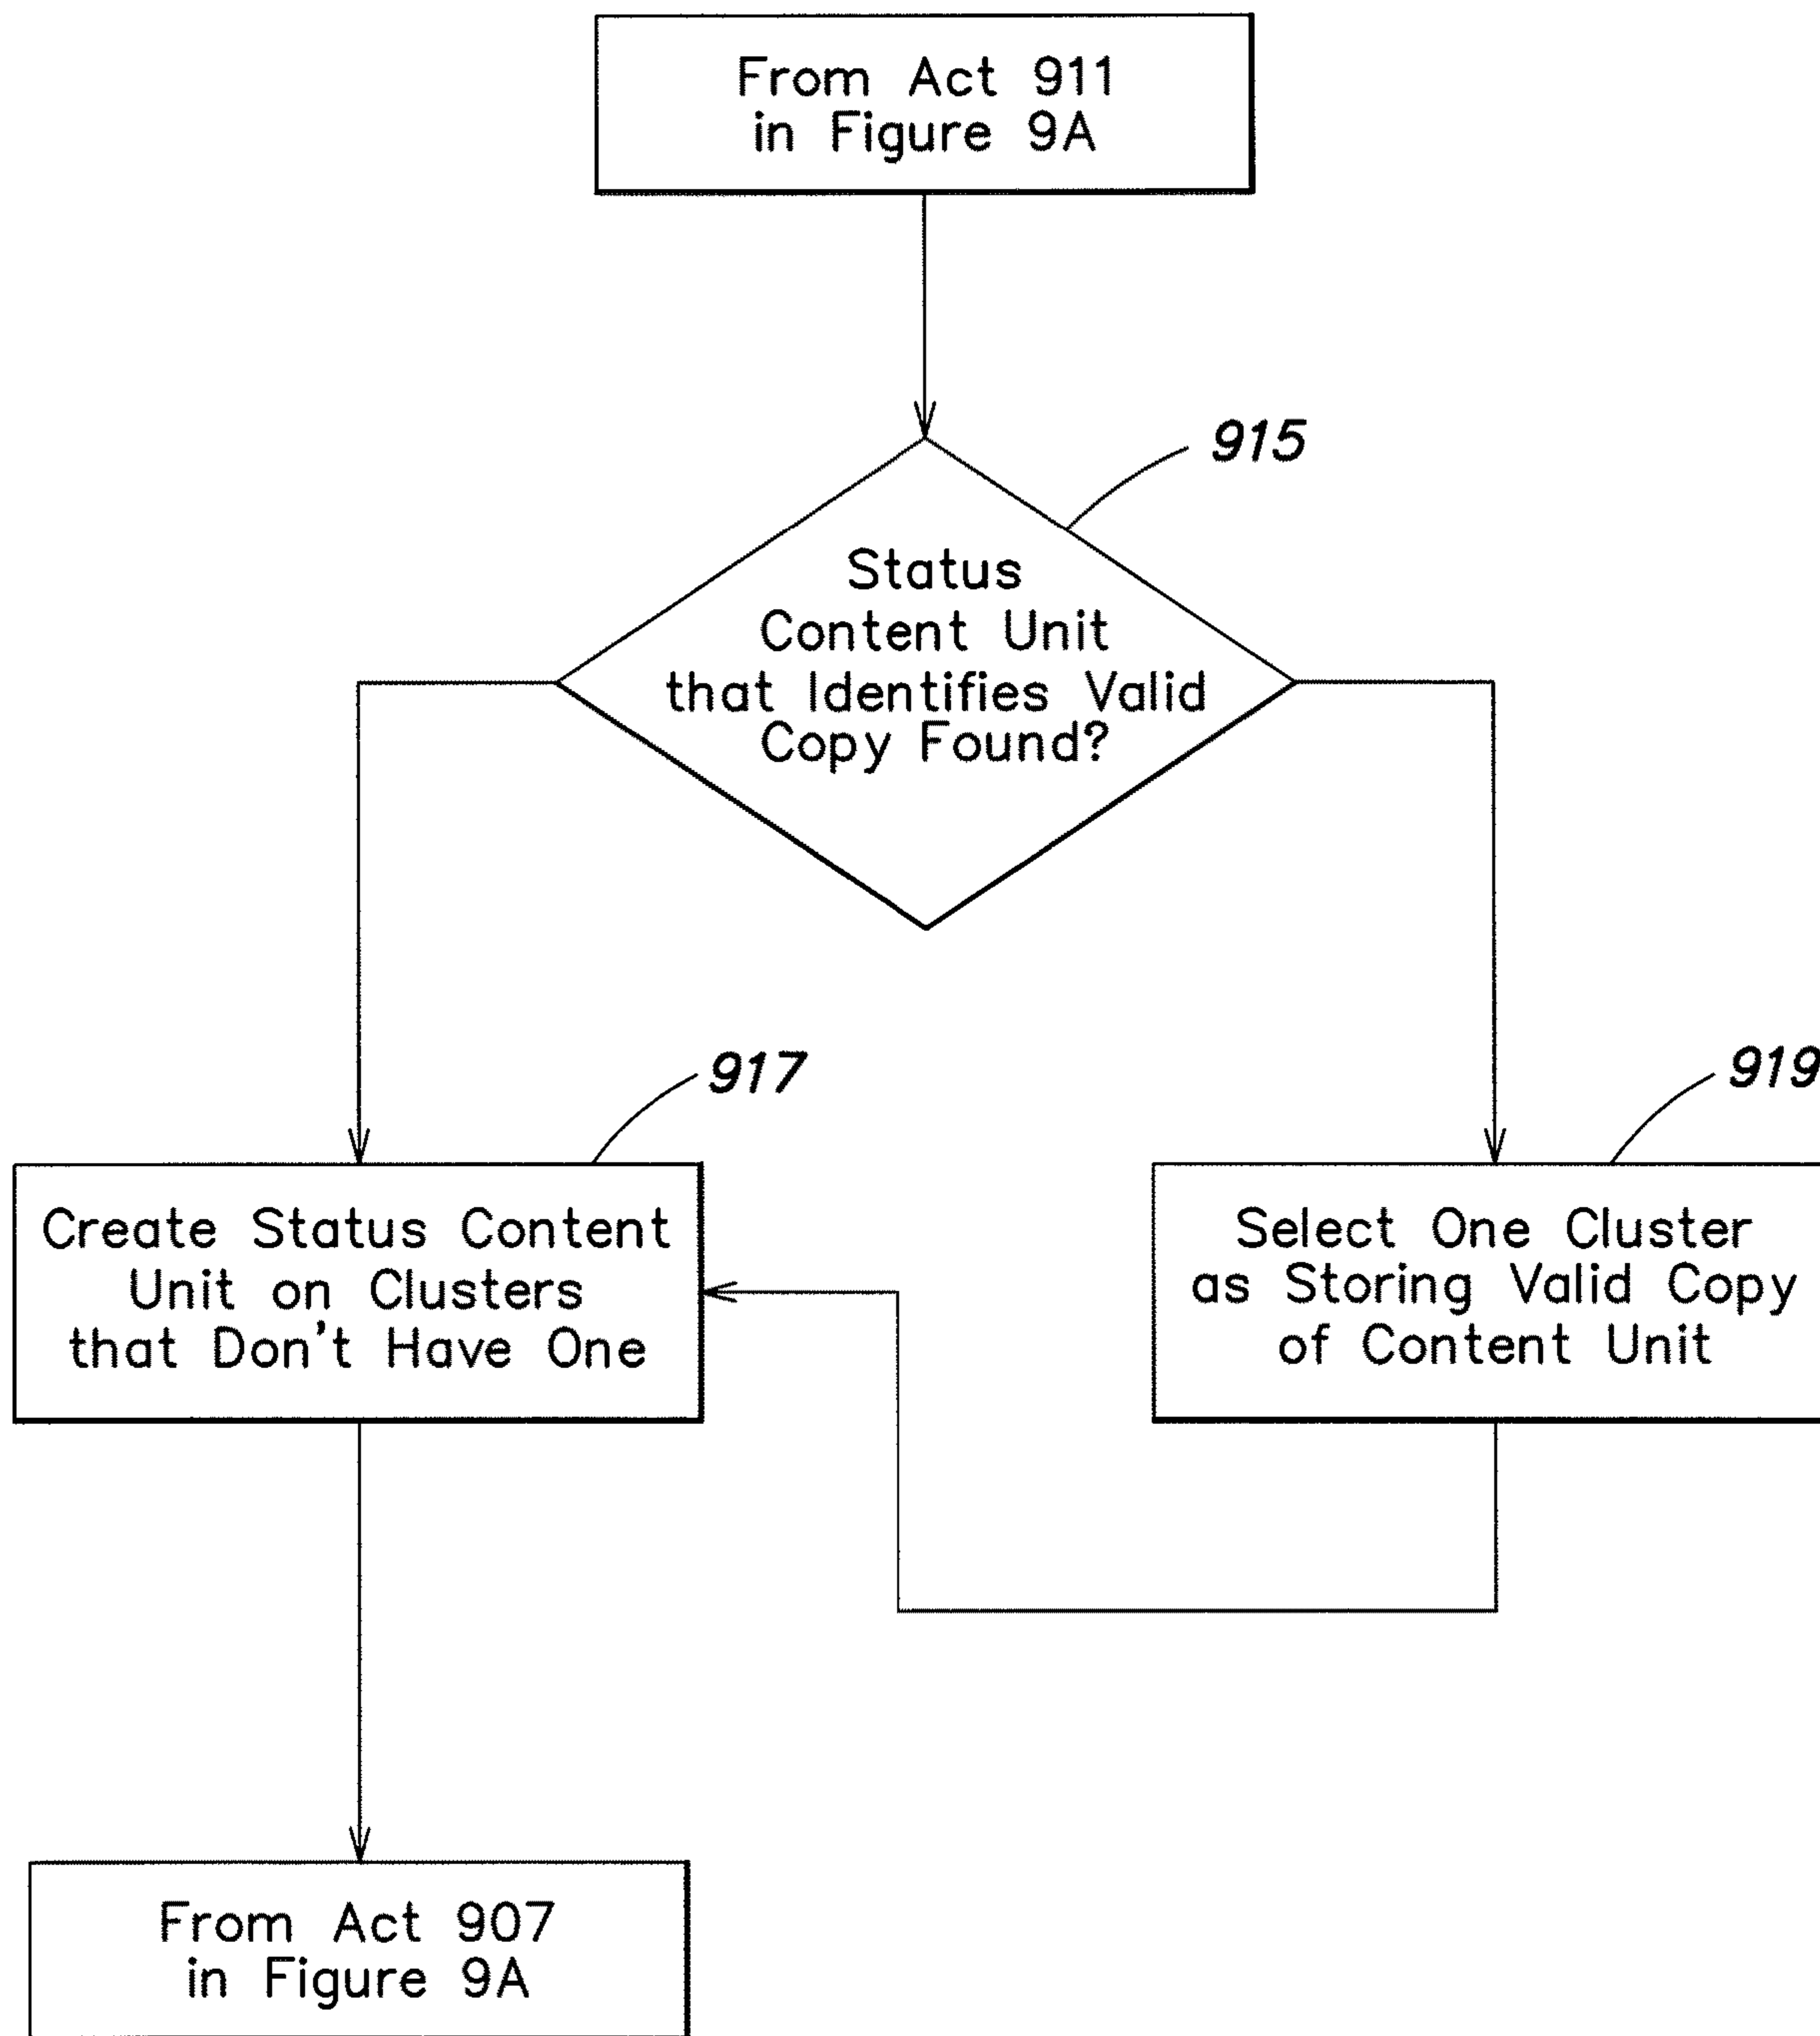 From Act 911
in Figure 9A
915
Status
Content Unit
that Identifies Valid
Copy Found?
917
919
Create Status Content
Unit on Clusters
that Don't Have One
Select One Cluster
as Storing Valid Copy
of Content Unit
From Act 907
in Figure 9A